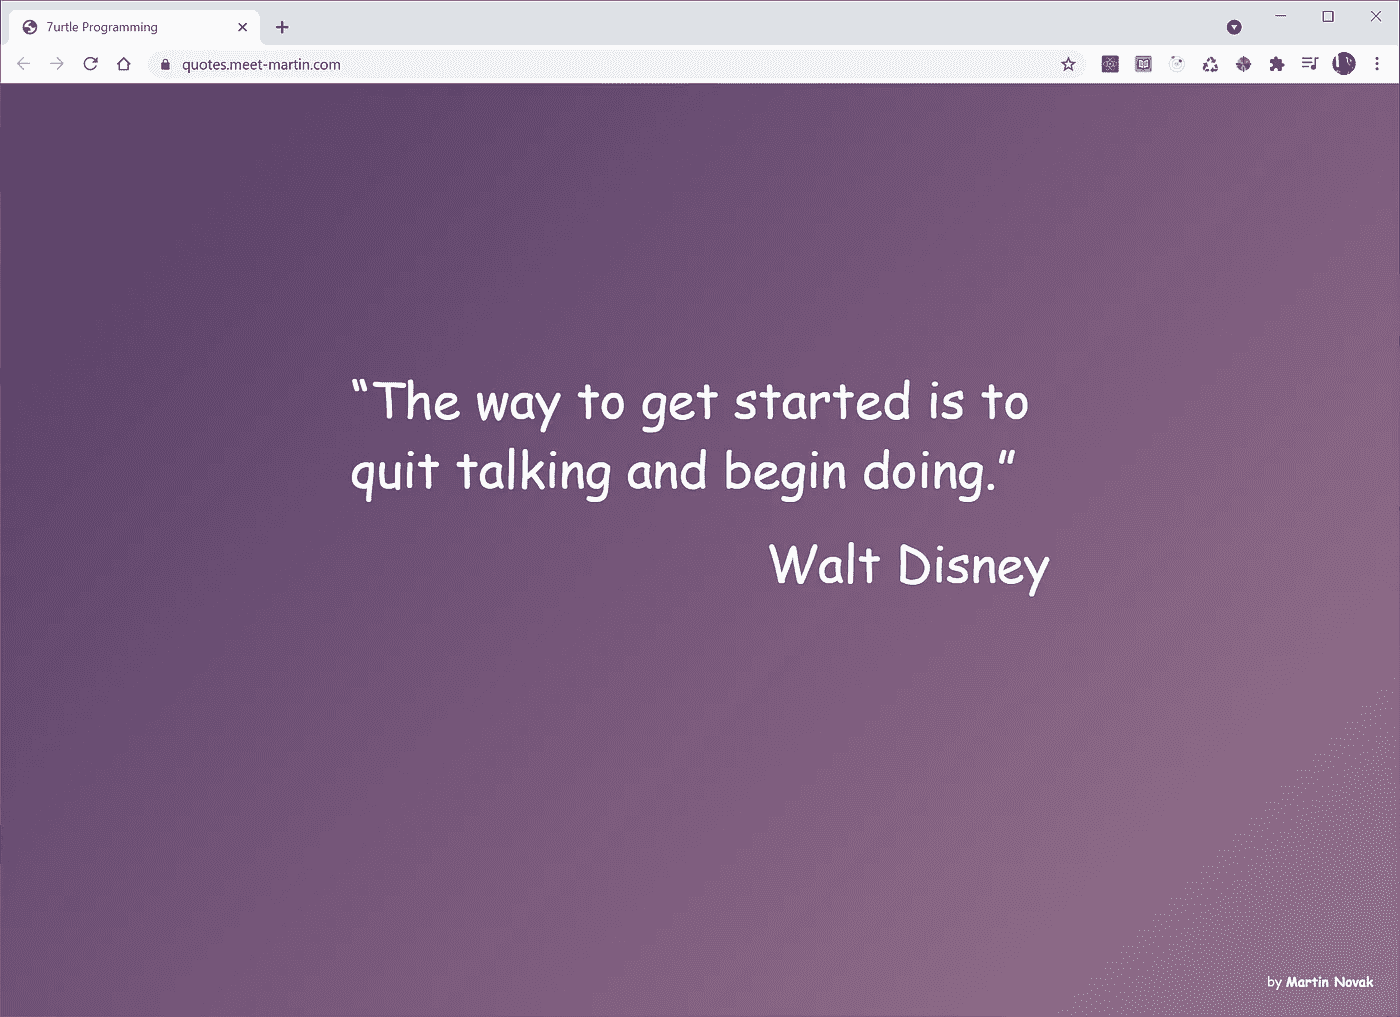 7urtle Programming
quotes.meet-martin.com
“The way to get started is to
quit talking and begin doing.”
Walt Disney
by Martin Novak